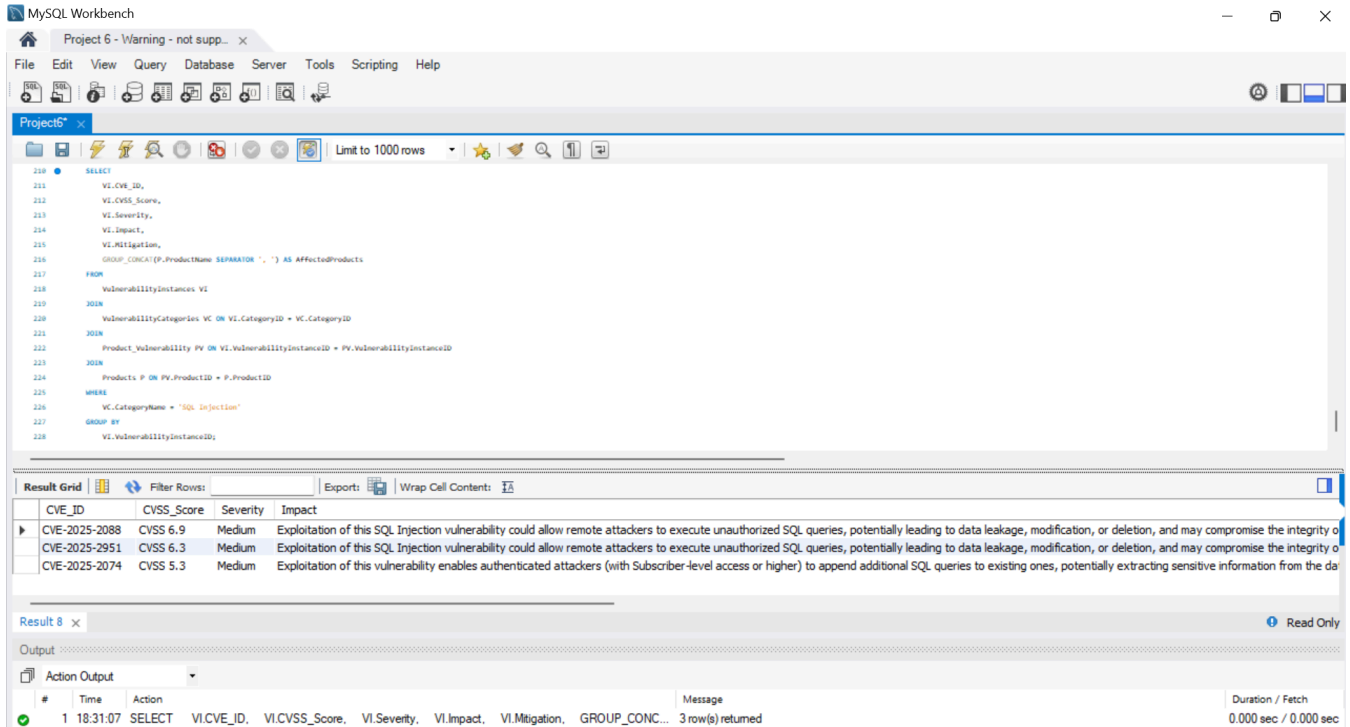 MySQL Workbench
Project 6 - Warning - not supp...
File Edit View Query Database Server Tools Scripting Help
Project6*
Limit to 1000 rows
210 SELECT
211 VI.CVE_ID,
212 VI.CVSS_Score,
213 VI.Severity,
214 VI.Impact,
215 VI.Mitigation,
216 GROUP_CONCAT(P.ProductName SEPARATOR ', ') AS AffectedProducts
217 FROM
218 VulnerabilityInstances VI
219 JOIN
220 VulnerabilityCategories VC ON VI.CategoryID = VC.CategoryID
221 JOIN
222 Product_Vulnerability PV ON VI.VulnerabilityInstanceID = PV.VulnerabilityInstanceID
223 JOIN
224 Products P ON PV.ProductID = P.ProductID
225 WHERE
226 VC.CategoryName = 'SQL Injection'
227 GROUP BY
228 VI.VulnerabilityInstanceID;
Result Grid Filter Rows: Export: Wrap Cell Content:
CVE_ID CVSS_Score Severity Impact
CVE-2025-2088 CVSS 6.9 Medium Exploitation of this SQL Injection vulnerability could allow remote attackers to execute unauthorized SQL queries, potentially leading to data leakage, modification, or deletion, and may compromise the integrity o
CVE-2025-2951 CVSS 6.3 Medium Exploitation of this SQL Injection vulnerability could allow remote attackers to execute unauthorized SQL queries, potentially leading to data leakage, modification, or deletion, and may compromise the integrity o
CVE-2025-2074 CVSS 5.3 Medium Exploitation of this vulnerability enables authenticated attackers (with Subscriber-level access or higher) to append additional SQL queries to existing ones, potentially extracting sensitive information from the dat
Result 8 Read Only
Output
Action Output
# Time Action Message Duration / Fetch
1 18:31:07 SELECT VI.CVE_ID, VI.CVSS_Score, VI.Severity, VI.Impact, VI.Mitigation, GROUP_CONC... 3 row(s) returned 0.000 sec / 0.000 sec